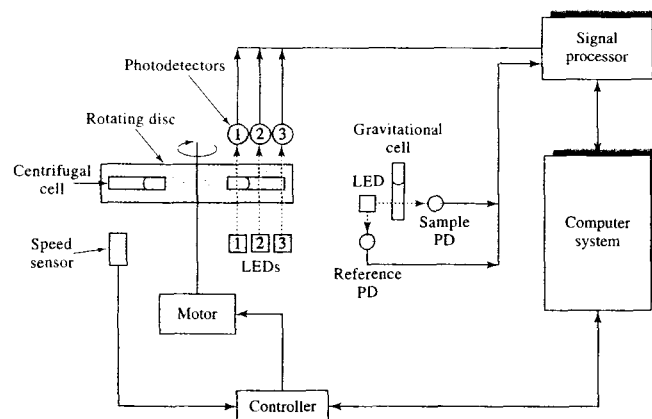 Signal
processor
Photodetectors
1 2 3
Rotating disc
Gravitational
cell
Centrifugal
cell
LED
Sample
PD
Computer
system
Speed
sensor
1 2 3
LEDs
Reference
PD
Motor
Controller